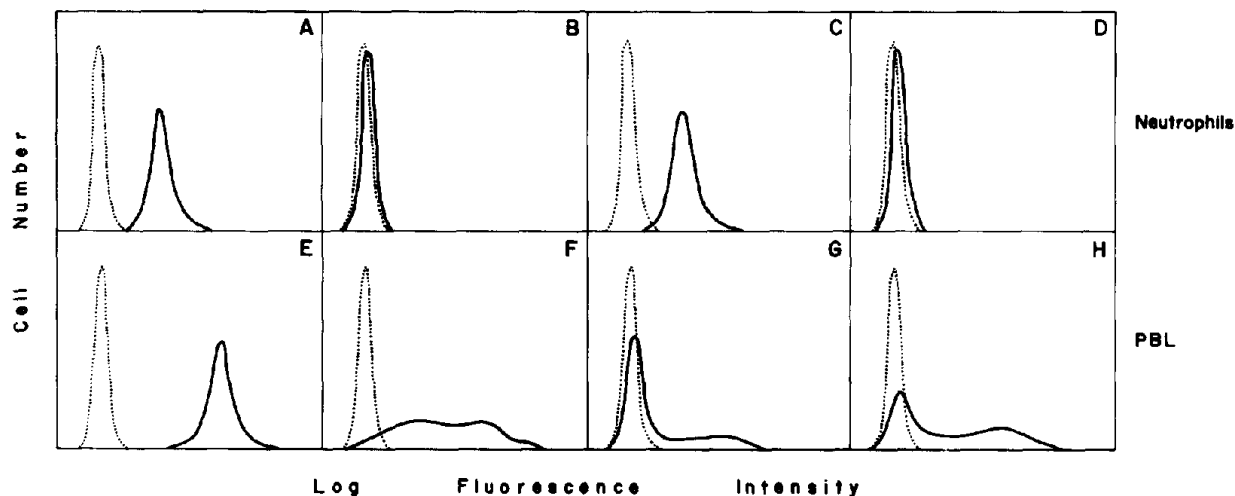 A B C D
Neutrophils
E F G H
PBL
Cell Number
Log Fluorescence Intensity